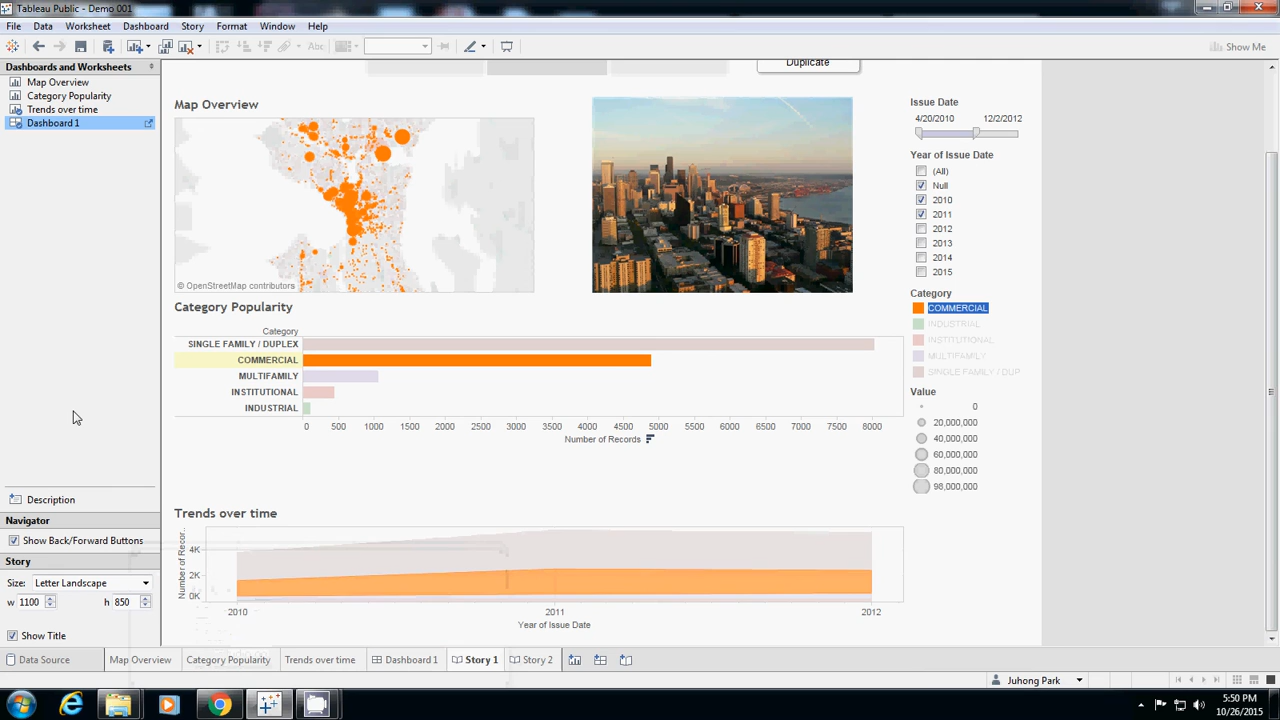 Tableau Public - Demo 001
File Data Worksheet Dashboard Story Format Window Help
Abc
Show Me
Dashboards and Worksheets
Map Overview
Category Popularity
Trends over time
Dashboard 1
Description
Navigator
Show Back/Forward Buttons
Story
Size: Letter Landscape
w 1100 h 850
Show Title
Duplicate
Map Overview
© OpenStreetMap contributors
Category Popularity
Category
SINGLE FAMILY / DUPLEX
COMMERCIAL
MULTIFAMILY
INSTITUTIONAL
INDUSTRIAL
0 500 1000 1500 2000 2500 3000 3500 4000 4500 5000 5500 6000 6500 7000 7500 8000
Number of Records
Trends over time
Number of Recor..
4K
2K
0K
2010 2011 2012
Year of Issue Date
Issue Date
4/20/2010 12/2/2012
Year of Issue Date
(All)
Null
2010
2011
2012
2013
2014
2015
Category
COMMERCIAL
INDUSTRIAL
INSTITUTIONAL
MULTIFAMILY
SINGLE FAMILY / DUP
Value
0
20,000,000
40,000,000
60,000,000
80,000,000
98,000,000
Data Source Map Overview Category Popularity Trends over time Dashboard 1 Story 1 Story 2
Juhong Park
5:50 PM
10/26/2015